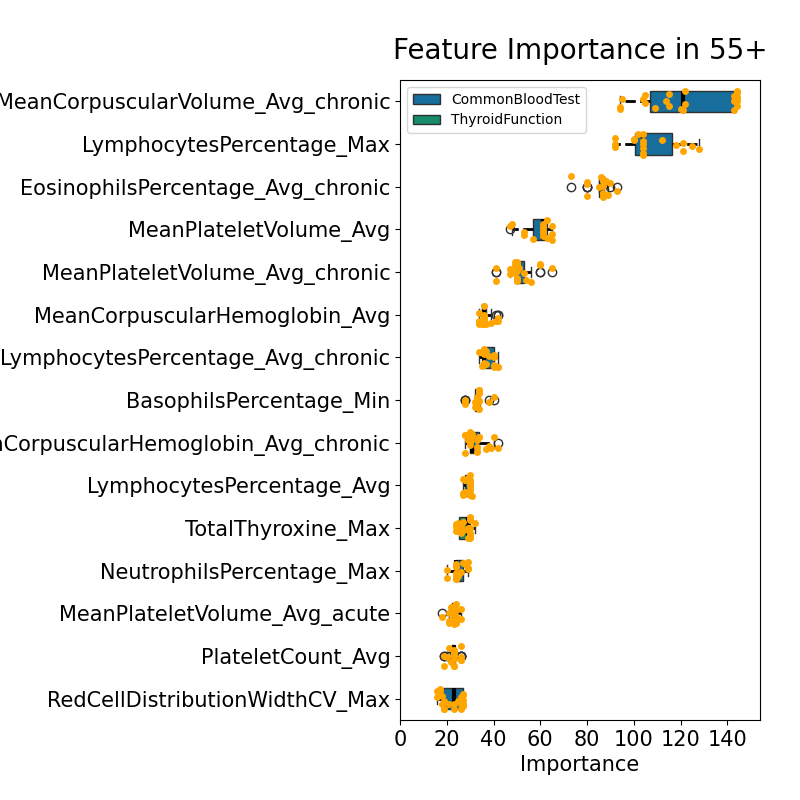 Feature Importance in 55+
CommonBloodTest
ThyroidFunction
MeanCorpuscularVolume_Avg_chronic
LymphocytesPercentage_Max
EosinophilsPercentage_Avg_chronic
MeanPlateletVolume_Avg
MeanPlateletVolume_Avg_chronic
MeanCorpuscularHemoglobin_Avg
LymphocytesPercentage_Avg_chronic
BasophilsPercentage_Min
CorpuscularHemoglobin_Avg_chronic
LymphocytesPercentage_Avg
TotalThyroxine_Max
NeutrophilsPercentage_Max
MeanPlateletVolume_Avg_acute
PlateletCount_Avg
RedCellDistributionWidthCV_Max
0 20 40 60 80 100 120 140
Importance